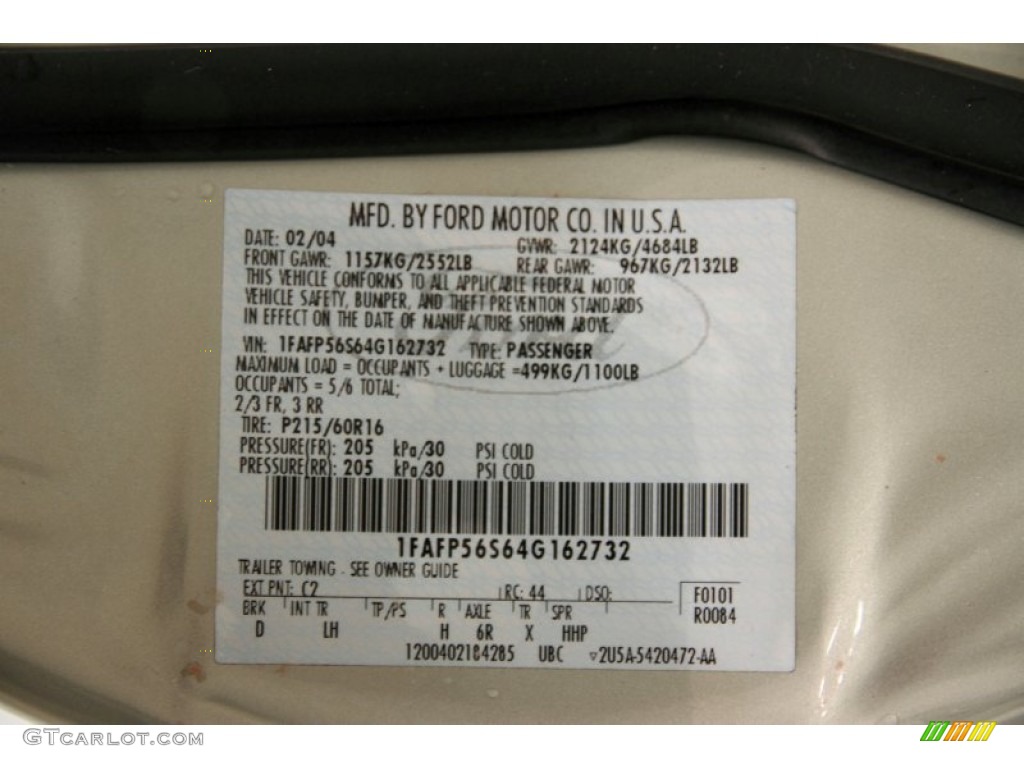 MFD. BY FORD MOTOR CO. IN U.S.A.
DATE: 02/04 GVWR: 2124KG/4684LB
FRONT GAWR: 1157KG/2552LB REAR GAWR: 967KG/2132LB
THIS VEHICLE CONFORMS TO ALL APPLICABLE FEDERAL MOTOR
VEHICLE SAFETY, BUMPER, AND THEFT PREVENTION STANDARDS
IN EFFECT ON THE DATE OF MANUFACTURE SHOWN ABOVE.
VIN: 1FAFP56S64G162732 TYPE: PASSENGER
MAXIMUM LOAD = OCCUPANTS + LUGGAGE =499KG/1100LB
OCCUPANTS = 5/6 TOTAL;
2/3 FR, 3 RR
TIRE: P215/60R16
PRESSURE(FR): 205 kPa/30 PSI COLD
PRESSURE(RR): 205 kPa/30 PSI COLD
1FAFP56S64G162732
TRAILER TOWING - SEE OWNER GUIDE
EXT PNT: C2 RC: 44 DSO: F0101
BRK INT TR TP/PS R AXLE TR SPR R0084
D LH H 6R X HHP
1200402184285 UBC ▿2U5A-5420472-AA
GTcarlot.com